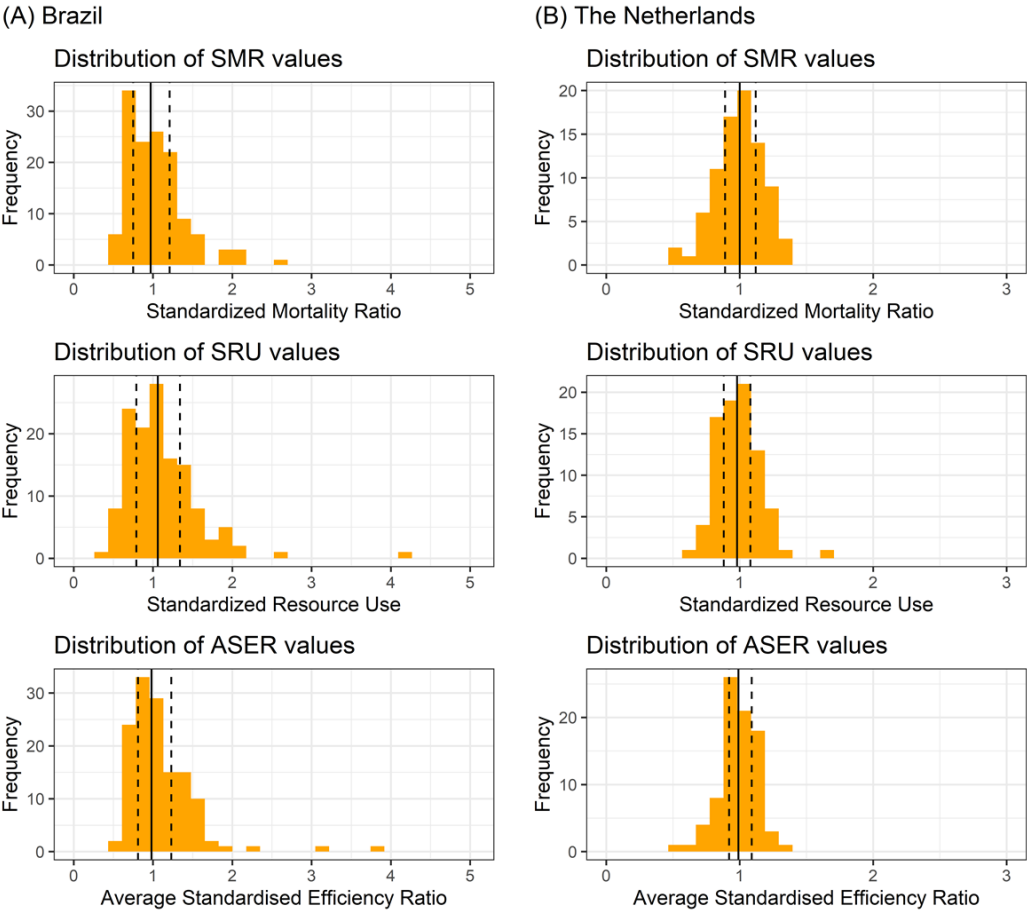 (A) Brazil
Distribution of SMR values
Frequency
30
20
10
0
0 1 2 3 4 5
Standardized Mortality Ratio
Distribution of SRU values
Frequency
20
10
0
0 1 2 3 4 5
Standardized Resource Use
Distribution of ASER values
Frequency
30
20
10
0
0 1 2 3 4 5
Average Standardised Efficiency Ratio
(B) The Netherlands
Distribution of SMR values
Frequency
20
15
10
5
0
0 1 2 3
Standardized Mortality Ratio
Distribution of SRU values
Frequency
20
15
10
5
0
0 1 2 3
Standardized Resource Use
Distribution of ASER values
Frequency
20
10
0
0 1 2 3
Average Standardised Efficiency Ratio